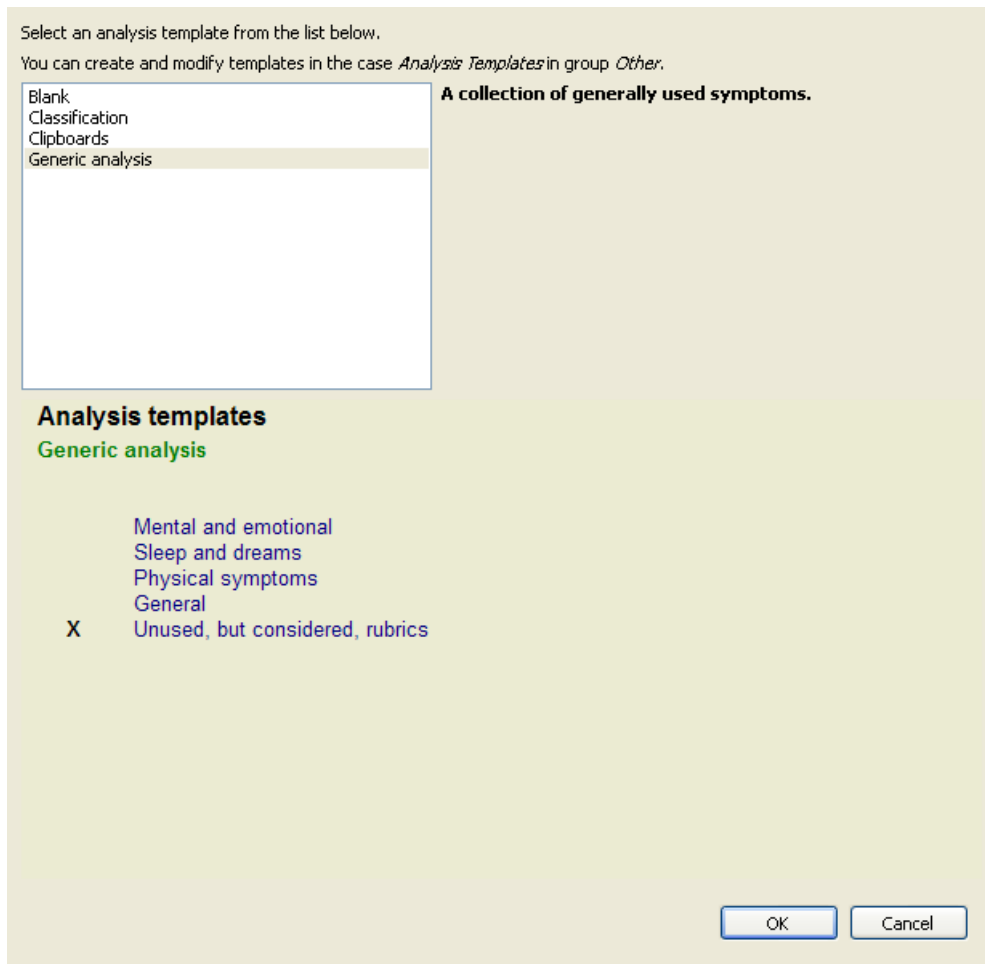 Select an analysis template from the list below.
You can create and modify templates in the case Analysis Templates in group Other.
Blank
Classification
Clipboards
Generic analysis
A collection of generally used symptoms.
Analysis templates
Generic analysis
Mental and emotional
Sleep and dreams
Physical symptoms
General
X Unused, but considered, rubrics
OK Cancel